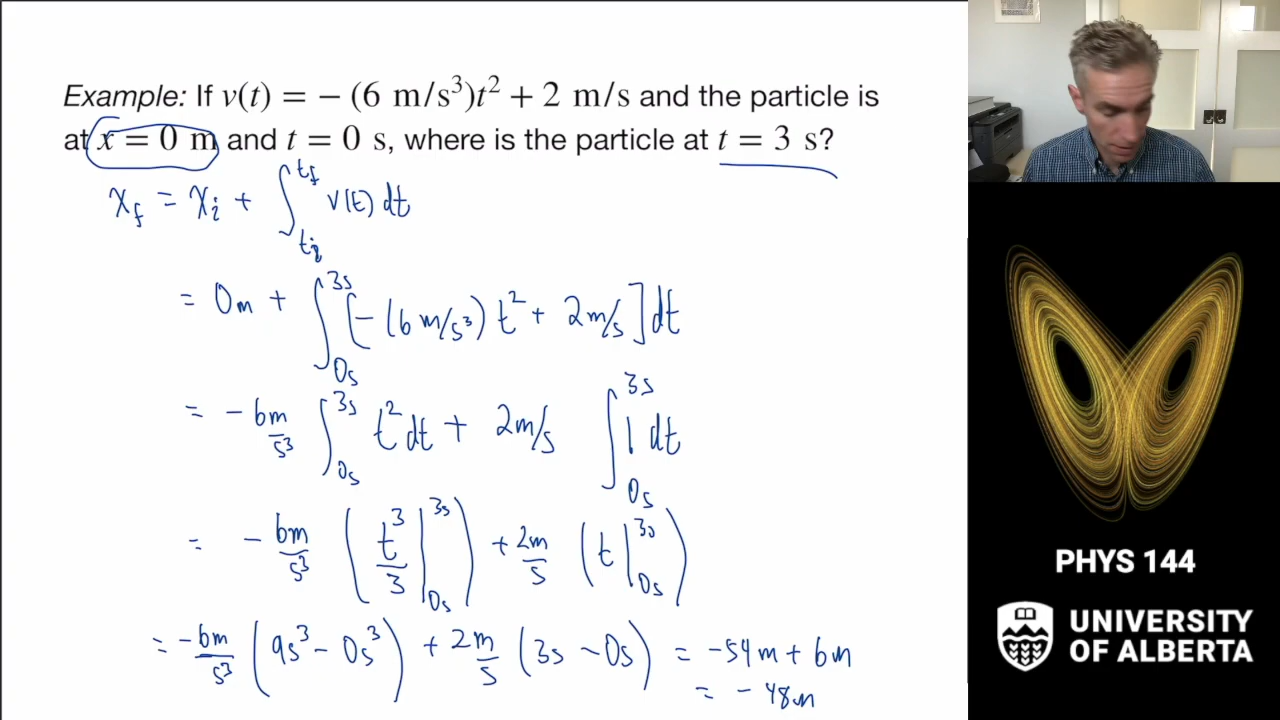 Example: If v(t) = − (6 m/s³)t² + 2 m/s and the particle is
at x = 0 m and t = 0 s, where is the particle at t = 3 s?
x_f = x_i + ∫_{t_i}^{t_f} v(t) dt
= 0m + ∫_{0s}^{3s} [-(6 m/s³) t² + 2m/s] dt
= - 6m/s³ ∫_{0s}^{3s} t² dt + 2m/s ∫_{0s}^{3s} 1 dt
= - 6m/s³ (t³/3 |_{0s}^{3s}) + 2m/s (t |_{0s}^{3s})
= - 6m/s³ (9s³ - 0s³) + 2m/s (3s - 0s) = -54m + 6m
= -48m
PHYS 144
UNIVERSITY
OF ALBERTA